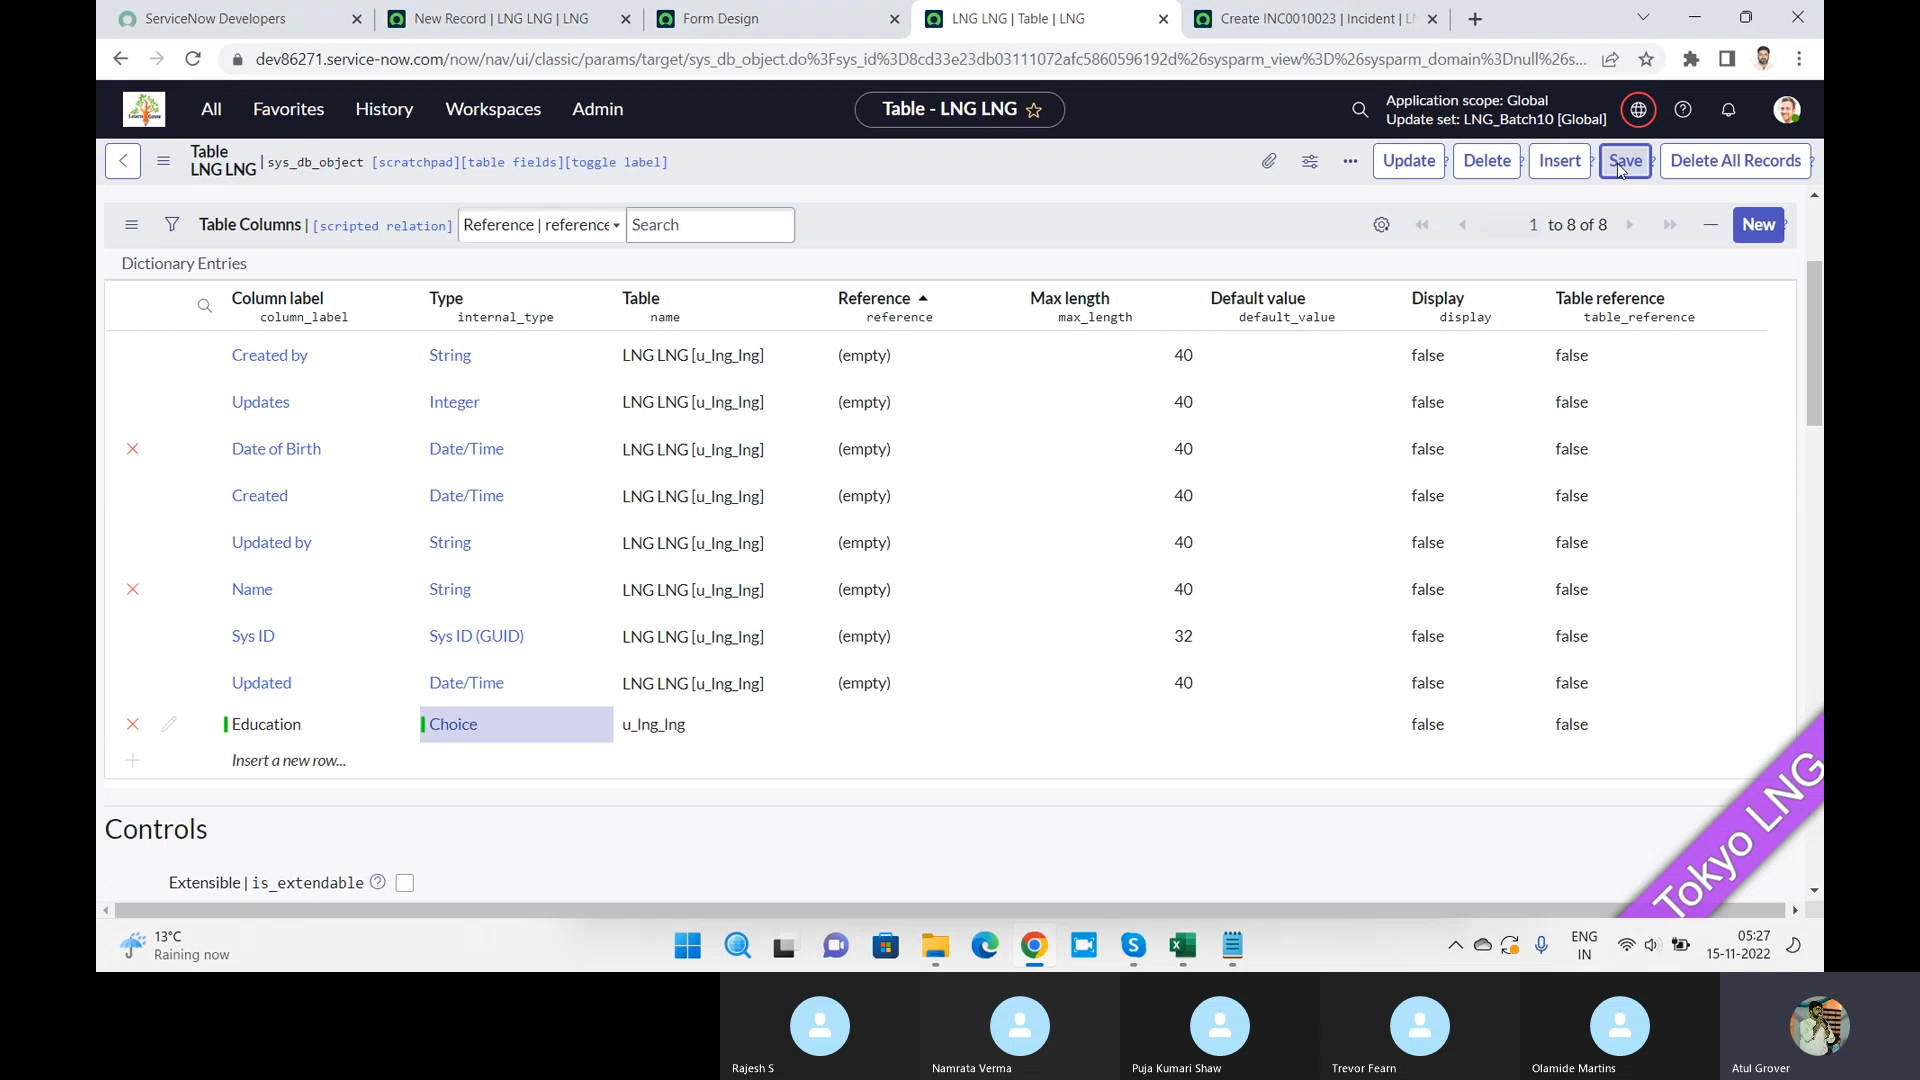 ServiceNow Developers
New Record | LNG LNG | LNG
Form Design
LNG LNG | Table | LNG
Create INC0010023 | Incident | LN
dev86271.service-now.com/now/nav/ui/classic/params/target/sys_db_object.do%3Fsys_id%3D8cd33e23db03111072afc5860596192d%26sysparm_view%3D%26sysparm_domain%3Dnull%26s...
All
Favorites
History
Workspaces
Admin
Table - LNG LNG
Application scope: Global
Update set: LNG_Batch10 [Global]
Table
LNG LNG | sys_db_object [scratchpad][table fields][toggle label]
Update
Delete
Insert
Save
Delete All Records
Table Columns | [scripted relation]
Reference | reference
Search
1 to 8 of 8
New
Dictionary Entries
Column label Type Table Reference Max length Default value Display Table reference
column_label internal_type name reference max_length default_value display table_reference
Created by String LNG LNG [u_lng_lng] (empty) 40 false false
Updates Integer LNG LNG [u_lng_lng] (empty) 40 false false
Date of Birth Date/Time LNG LNG [u_lng_lng] (empty) 40 false false
Created Date/Time LNG LNG [u_lng_lng] (empty) 40 false false
Updated by String LNG LNG [u_lng_lng] (empty) 40 false false
Name String LNG LNG [u_lng_lng] (empty) 40 false false
Sys ID Sys ID (GUID) LNG LNG [u_lng_lng] (empty) 32 false false
Updated Date/Time LNG LNG [u_lng_lng] (empty) 40 false false
Education Choice u_lng_lng false false
Insert a new row...
Controls
Extensible | is_extendable
Tokyo LNG
13°C
Raining now
ENG
IN
05:27
15-11-2022
Rajesh S
Namrata Verma
Puja Kumari Shaw
Trevor Fearn
Olamide Martins
Atul Grover